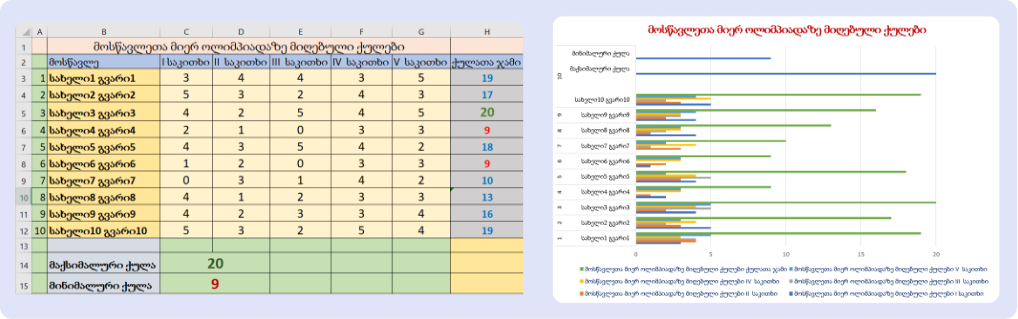 A B C D E F G H
1 მოსწავლეთა მიერ ოლიმპიადაზე მიღებული ქულები
2 მოსწავლე I საკითხი II საკითხი III საკითხი IV საკითხი V საკითხი ქულათა ჯამი
3 1 სახელი1 გვარი1 3 4 4 3 5 19
4 2 სახელი2 გვარი2 5 3 2 4 3 17
5 3 სახელი3 გვარი3 4 2 5 4 5 20
6 4 სახელი4 გვარი4 2 1 0 3 3 9
7 5 სახელი5 გვარი5 4 3 5 4 2 18
8 6 სახელი6 გვარი6 1 2 0 3 3 9
9 7 სახელი7 გვარი7 0 3 1 4 2 10
10 8 სახელი8 გვარი8 4 1 2 3 3 13
11 9 სახელი9 გვარი9 4 2 3 3 4 16
12 10 სახელი10 გვარი10 5 3 2 5 4 19
13
14 მაქსიმალური ქულა 20
15 მინიმალური ქულა 9
მოსწავლეთა მიერ ოლიმპიადაზე მიღებული ქულები
მინიმალური ქულა
მაქსიმალური ქულა
10
სახელი10 გვარი10
9 სახელი9 გვარი9
8 სახელი8 გვარი8
7 სახელი7 გვარი7
6 სახელი6 გვარი6
5 სახელი5 გვარი5
4 სახელი4 გვარი4
3 სახელი3 გვარი3
2 სახელი2 გვარი2
1 სახელი1 გვარი1
0 5 10 15 20
მოსწავლეთა მიერ ოლიმპიადაზე მიღებული ქულები ქულათა ჯამი მოსწავლეთა მიერ ოლიმპიადაზე მიღებული ქულები V საკითხი
მოსწავლეთა მიერ ოლიმპიადაზე მიღებული ქულები IV საკითხი მოსწავლეთა მიერ ოლიმპიადაზე მიღებული ქულები III საკითხი
მოსწავლეთა მიერ ოლიმპიადაზე მიღებული ქულები II საკითხი მოსწავლეთა მიერ ოლიმპიადაზე მიღებული ქულები I საკითხი